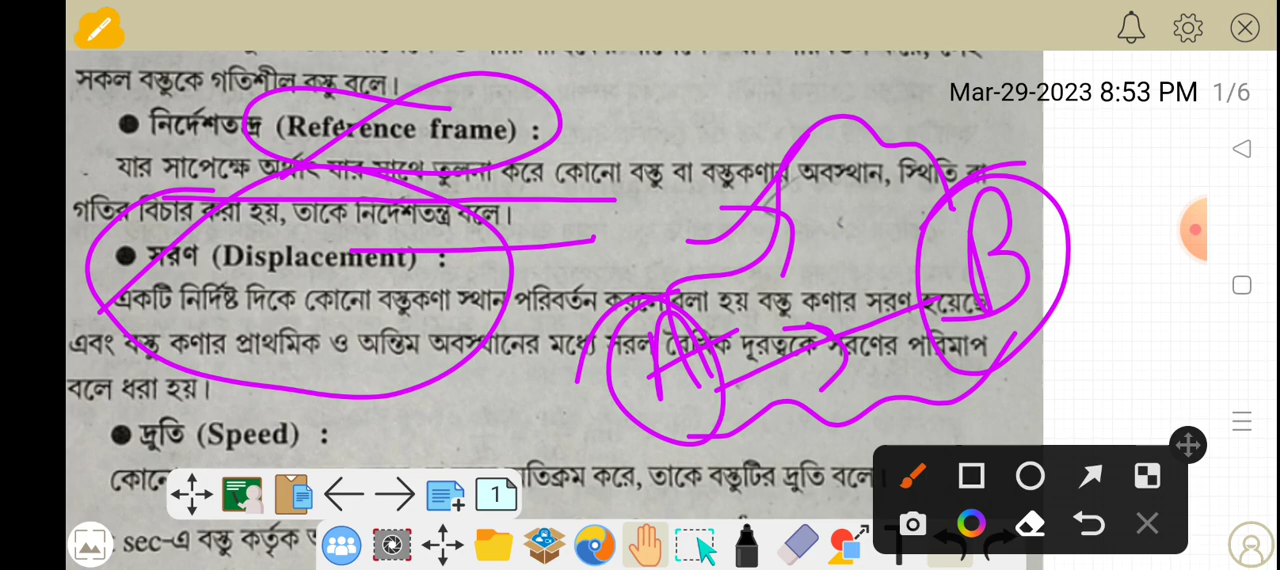 Mar-29-2023 8:53 PM 1/6
সকল বস্তুকে গতিশীল বস্তু বলে।
● নির্দেশতন্ত্র (Reference frame) :
যার সাপেক্ষে অর্থাৎ যার সাথে তুলনা করে কোনো বস্তু বা বস্তুকণার অবস্থান, স্থিতি বা
গতির বিচার করা হয়, তাকে নির্দেশতন্ত্র বলে।
● সরণ (Displacement) :
একটি নির্দিষ্ট দিকে কোনো বস্তুকণা স্থান পরিবর্তন করলে বলা হয় বস্তু কণার সরণ হয়েছে
এবং বস্তু কণার প্রাথমিক ও অন্তিম অবস্থানের মধ্যে সরল রৈখিক দূরত্বকে সরণের পরিমাপ
বলে ধরা হয়।
A
B
● দ্রুতি (Speed) :
করে, তাকে বস্তুটির দ্রুতি বলে
1
sec-এ বস্তু কর্তৃক
T